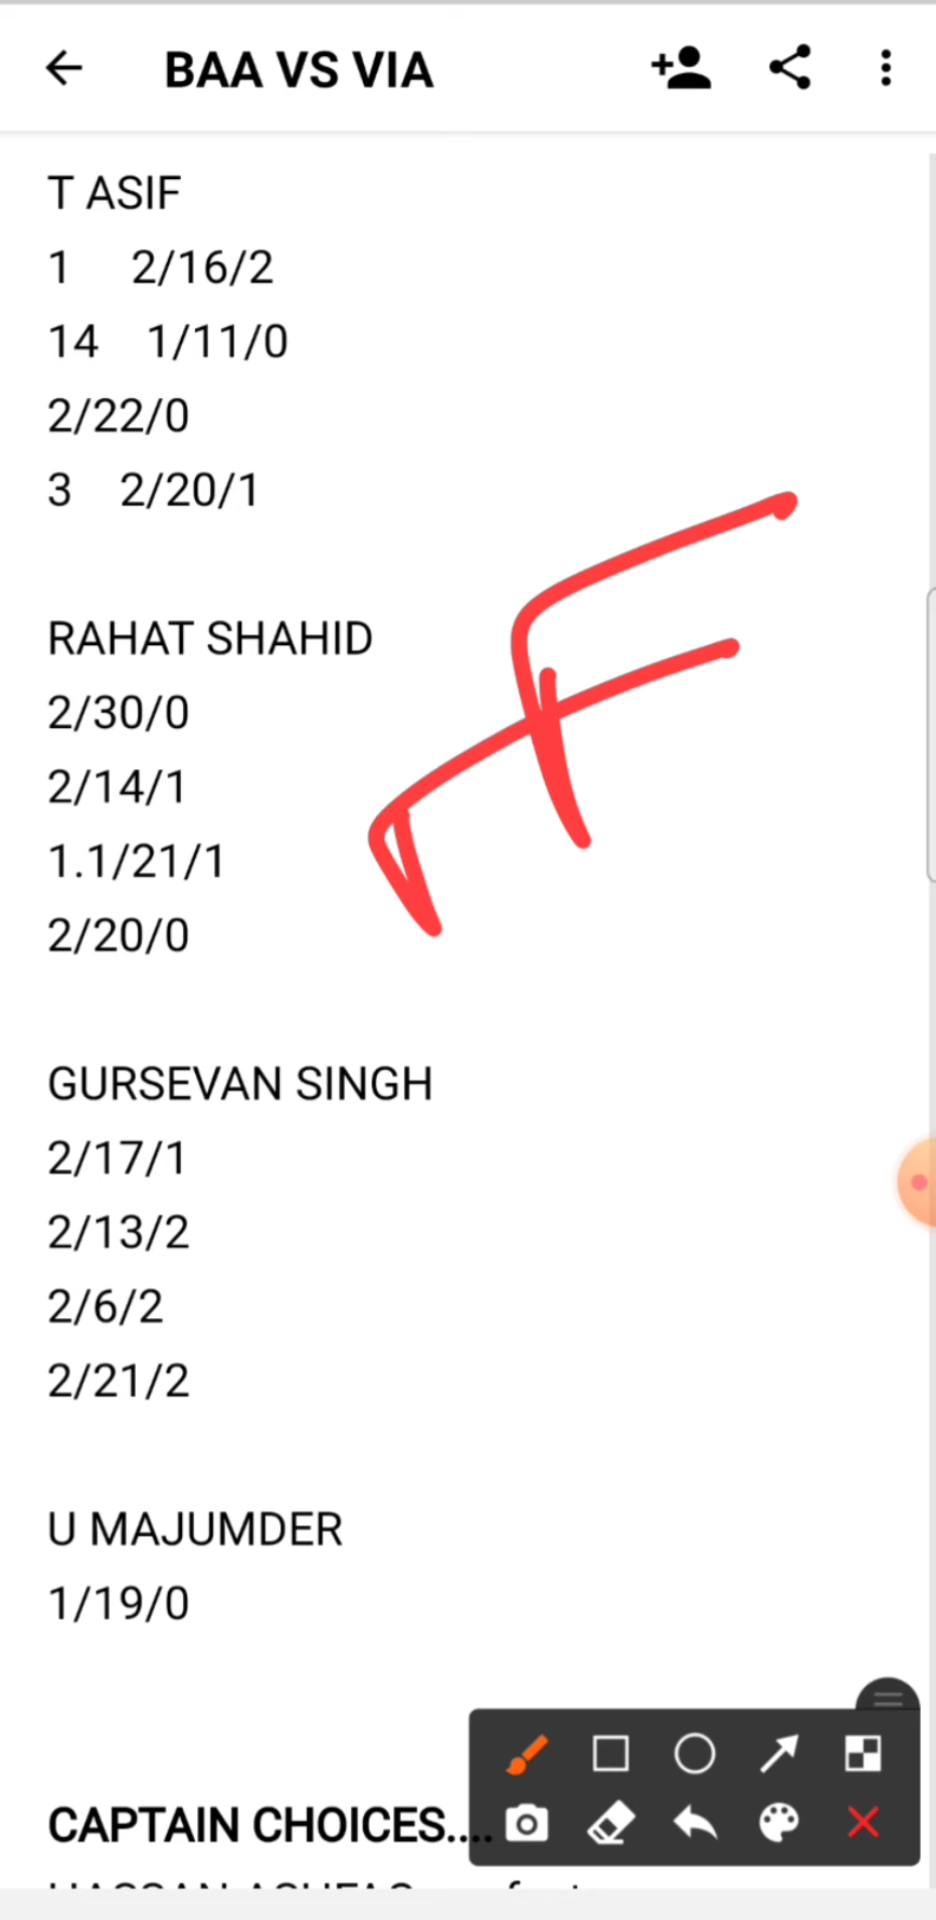 BAA VS VIA
T ASIF
1 2/16/2
14 1/11/0
2/22/0
3 2/20/1
RAHAT SHAHID
2/30/0
2/14/1
1.1/21/1
2/20/0
GURSEVAN SINGH
2/17/1
2/13/2
2/6/2
2/21/2
U MAJUMDER
1/19/0
CAPTAIN CHOICES....